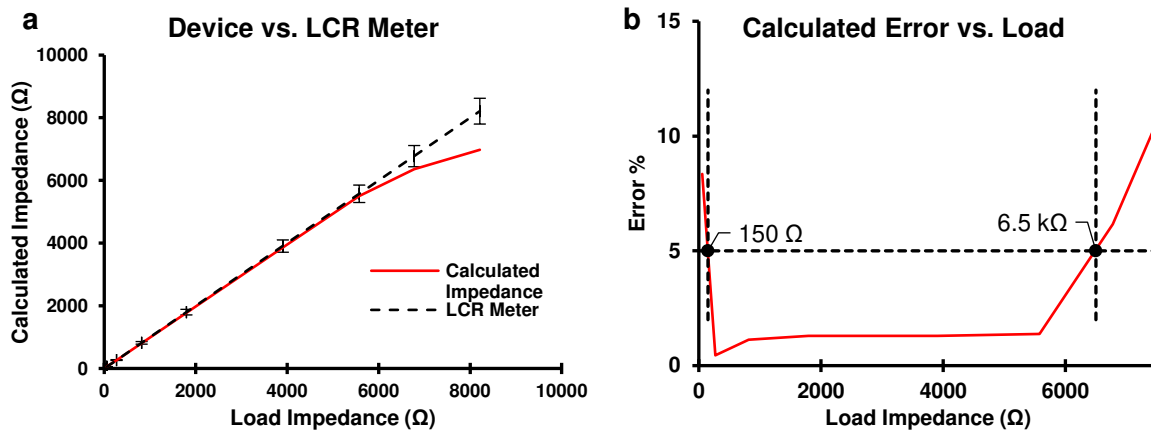 a
Device vs. LCR Meter
Calculated Impedance (Ω)
10000
8000
6000
4000
2000
0
Calculated
Impedance
LCR Meter
0 2000 4000 6000 8000 10000
Load Impedance (Ω)
b
Calculated Error vs. Load
Error %
15
10
5
0
150 Ω
6.5 kΩ
0 2000 4000 6000
Load Impedance (Ω)